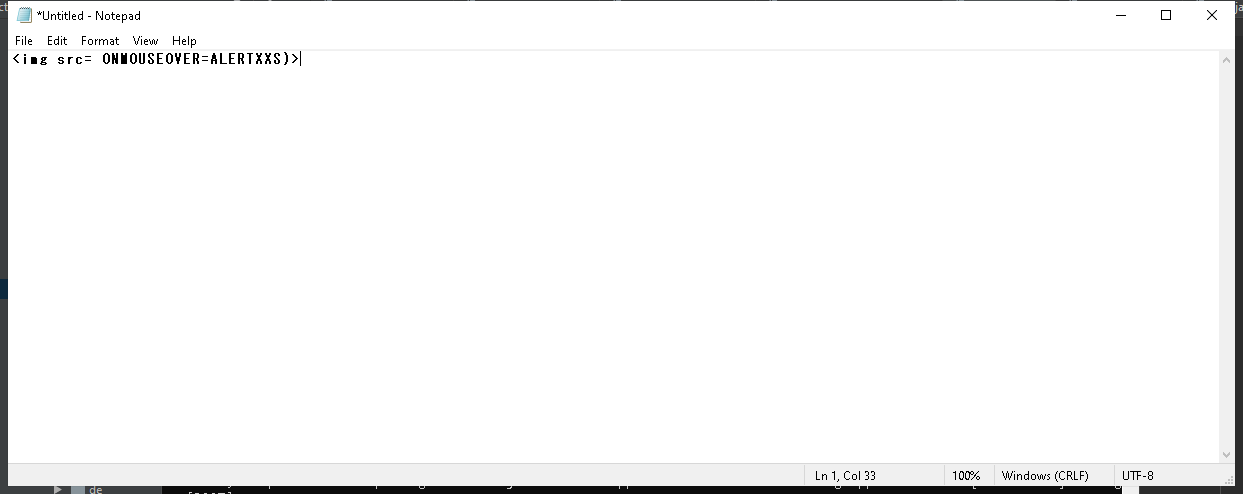 *Untitled - Notepad
File Edit Format View Help
<img src= ONMOUSEOVER=ALERTXXS)>
Ln 1, Col 33 100% Windows (CRLF) UTF-8
de